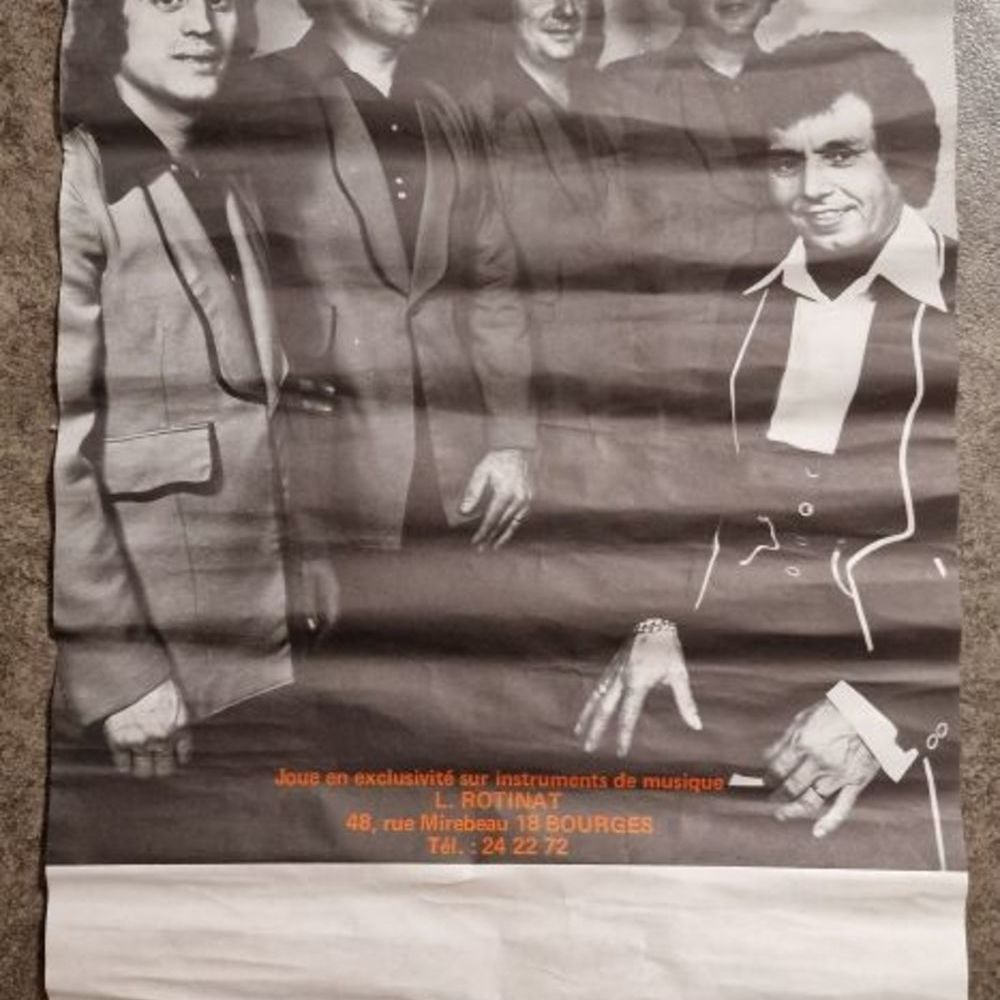 Joue en exclusivité sur instruments de musique
L. ROTINAT
48, rue Mirebeau 18 BOURGES
Tél. : 24 22 72